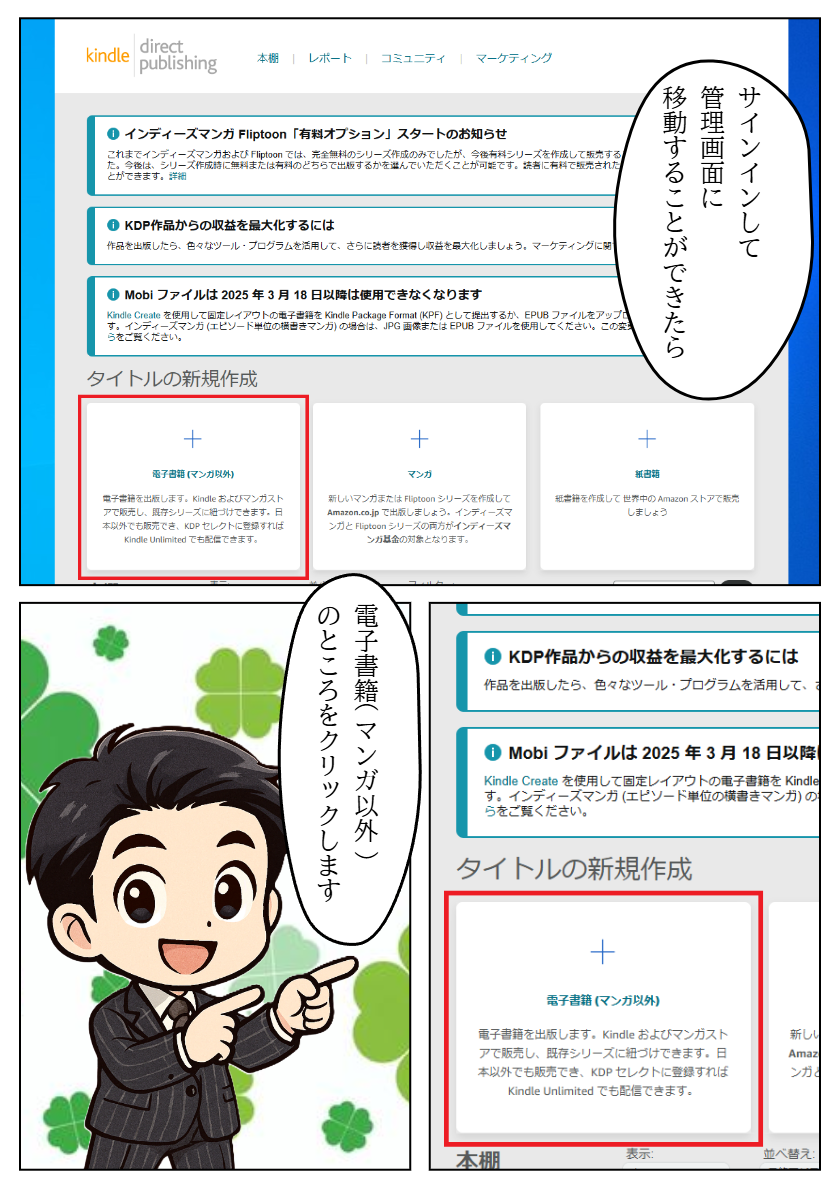 kindle direct publishing
本棚 | レポート | コミュニティ | マーケティング
サインインして
管理画面に
移動することができたら
インディーズマンガ Fliptoon「有料オプション」スタートのお知らせ
これまでインディーズマンガおよび Fliptoon では、完全無料のシリーズ作成のみでしたが、今後有料シリーズを作成して販売する
た。今後は、シリーズ作成時に無料または有料のどちらで出版するかを選んでいただくことが可能です。読者に有料で販売された
とができます。詳細
KDP作品からの収益を最大化するには
作品を出版したら、色々なツール・プログラムを活用して、さらに読者を獲得し収益を最大化しましょう。マーケティングに関
Mobi ファイルは 2025 年 3 月 18 日以降は使用できなくなります
Kindle Create を使用して固定レイアウトの電子書籍を Kindle Package Format (KPF) として提出するか、EPUB ファイルをアップロ
す。インディーズマンガ (エピソード単位の横書きマンガ) の場合は、JPG 画像または EPUB ファイルを使用してください。この変
らをご覧ください。
タイトルの新規作成
電子書籍 (マンガ以外)
電子書籍を出版します。Kindle およびマンガスト
アで販売し、既存シリーズに紐づけできます。日
本以外でも販売でき、KDP セレクトに登録すれば
Kindle Unlimited でも配信できます。
マンガ
新しいマンガまたは Fliptoon シリーズを作成して
Amazon.co.jp で出版しましょう。インディーズマ
ンガと Fliptoon シリーズの両方がインディーズマ
ンガ基金の対象となります。
紙書籍
紙書籍を作成して 世界中の Amazon ストアで販売
しましょう
電子書籍(マンガ以外)
のところをクリックします
KDP作品からの収益を最大化するには
作品を出版したら、色々なツール・プログラムを活用して、さ
Mobi ファイルは 2025 年 3 月 18 日以降
Kindle Create を使用して固定レイアウトの電子書籍を Kindle
す。インディーズマンガ (エピソード単位の横書きマンガ) の
らをご覧ください。
タイトルの新規作成
電子書籍 (マンガ以外)
電子書籍を出版します。Kindle およびマンガスト
アで販売し、既存シリーズに紐づけできます。日
本以外でも販売でき、KDP セレクトに登録すれば
Kindle Unlimited でも配信できます。
新しい
Amaz
ンガと
本棚
表示:
並べ替え: